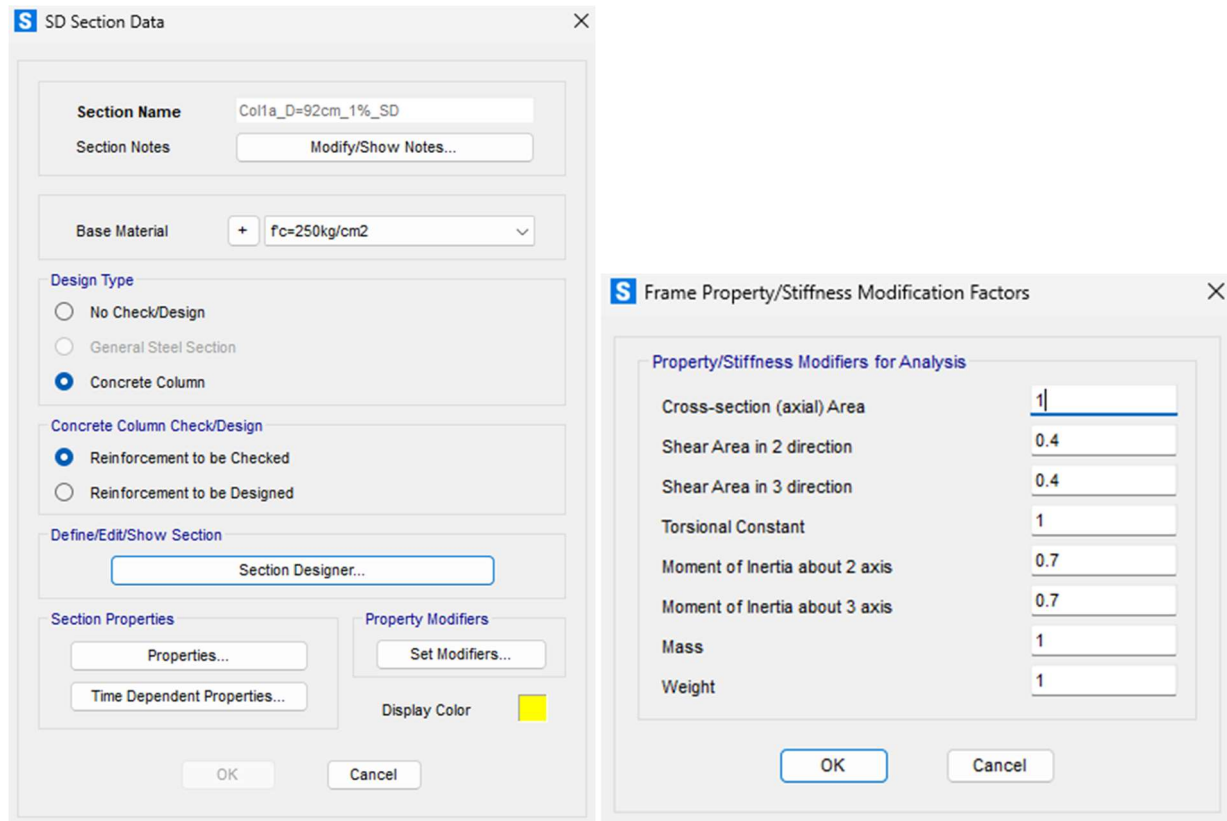 S SD Section Data
Section Name Col1a_D=92cm_1%_SD
Section Notes Modify/Show Notes...
Base Material + f'c=250kg/cm2
Design Type
No Check/Design
General Steel Section
Concrete Column
Concrete Column Check/Design
Reinforcement to be Checked
Reinforcement to be Designed
Define/Edit/Show Section
Section Designer...
Section Properties
Properties...
Time Dependent Properties...
Property Modifiers
Set Modifiers...
Display Color
OK Cancel
S Frame Property/Stiffness Modification Factors
Property/Stiffness Modifiers for Analysis
Cross-section (axial) Area 1
Shear Area in 2 direction 0.4
Shear Area in 3 direction 0.4
Torsional Constant 1
Moment of Inertia about 2 axis 0.7
Moment of Inertia about 3 axis 0.7
Mass 1
Weight 1
OK Cancel